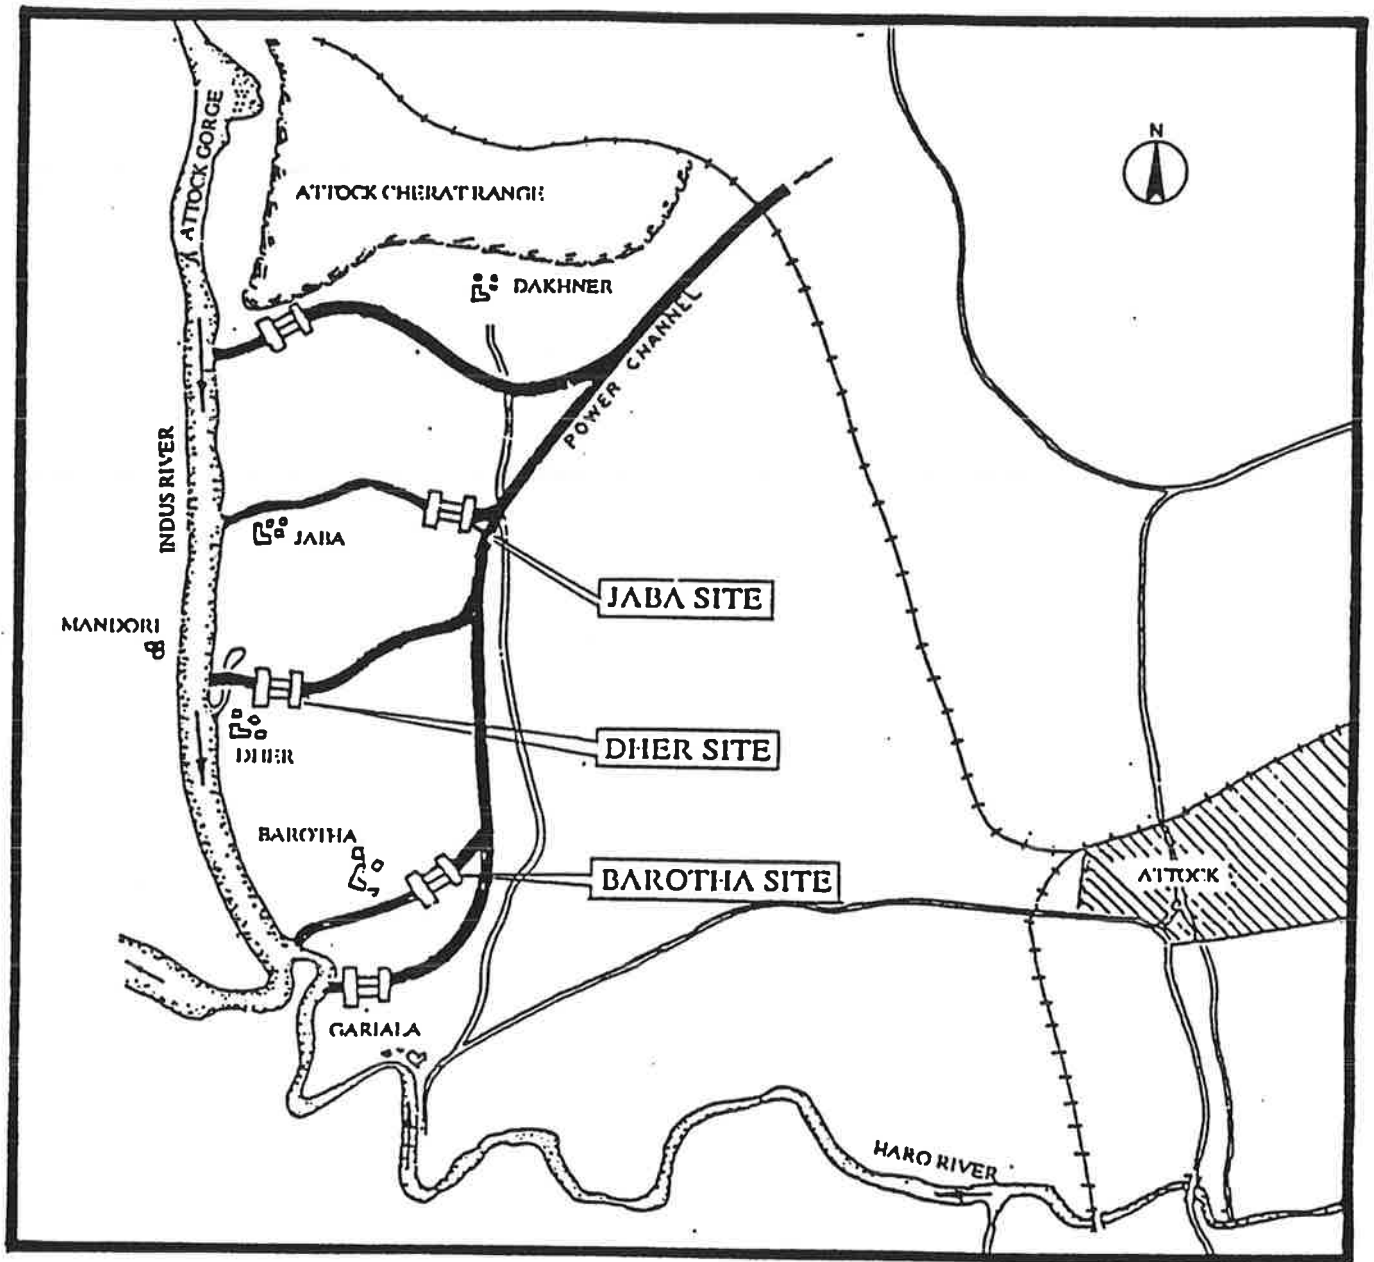 N
ATTOCK GORGE
ATTOCK CHERAT RANGE
DAKHNER
POWER CHANNEL
INDUS RIVER
JABA
JABA SITE
MANDORI
DHER
DHER SITE
BAROTHA
BAROTHA SITE
ATTOCK
GARIALA
HARO RIVER